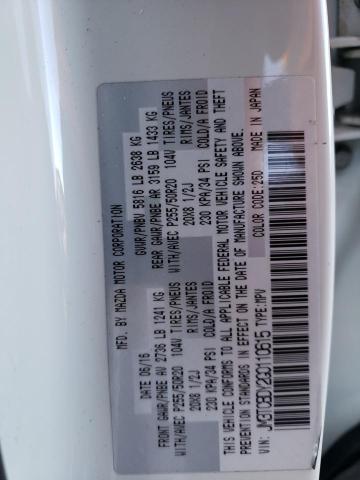 MFD. BY MAZDA MOTOR CORPORATION
06/16 GVWR/PNBV 5816 LB 2638 KG
FRONT GAWR/PNBE AV 2736 LB 1241 KG REAR GAWR/PNBE AR 3159 LB 1433 KG
WITH/AVEC P255/50R20 104V TIRES/PNEUS WITH/AVEC P255/50R20 104V TIRES/PNEUS
20X8 1/2J RIMS/JANTES 20X8 1/2J RIMS/JANTES
230 KPA/34 PSI COLD/A FROID 230 KPA/34 PSI COLD/A FROID
THIS VEHICLE CONFORMS TO ALL APPLICABLE FEDERAL MOTOR VEHICLE SAFETY AND THEFT
PREVENTION STANDARDS IN EFFECT ON THE DATE OF MANUFACTURE SHOWN ABOVE.
VIN: JM3TCBDY2G0110615 TYPE:MPV MADE IN JAPAN
COLOR CODE:25D